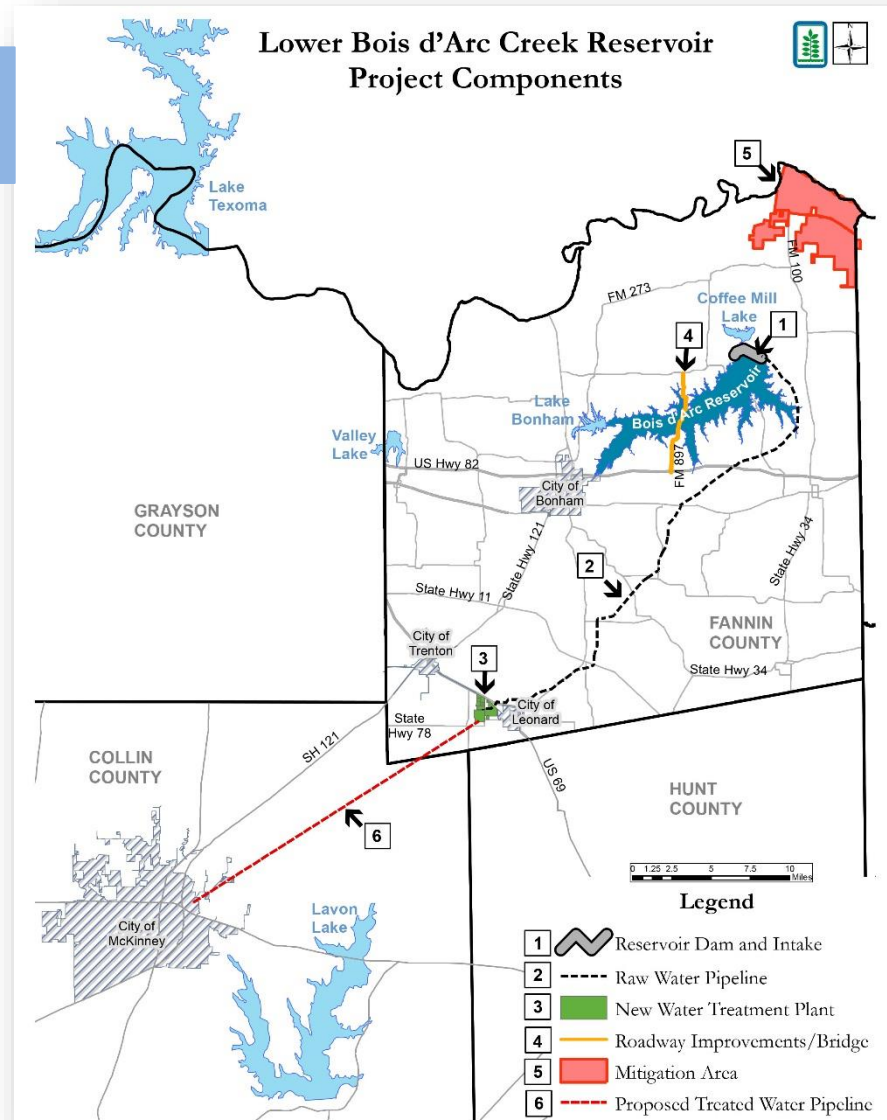 Lower Bois d'Arc Creek Reservoir
Project Components
Lake
Texoma
5
FM 100
FM 273
Coffee Mill
Lake
1
4
Lake
Bonham
Bois d'Arc Reservoir
Valley
Lake
US Hwy 82
FM 897
City of
Bonham
GRAYSON
COUNTY
State Hwy 121
State Hwy 34
2
State Hwy 11
FANNIN
COUNTY
City of
Trenton
State Hwy 34
3
City of
Leonard
State
Hwy 78
SH 121
COLLIN
COUNTY
US 69
HUNT
COUNTY
6
0 1.25 2.5 5 7.5 10
Miles
Lavon
Lake
City of
McKinney
Legend
1 Reservoir Dam and Intake
2 Raw Water Pipeline
3 New Water Treatment Plant
4 Roadway Improvements/Bridge
5 Mitigation Area
6 Proposed Treated Water Pipeline